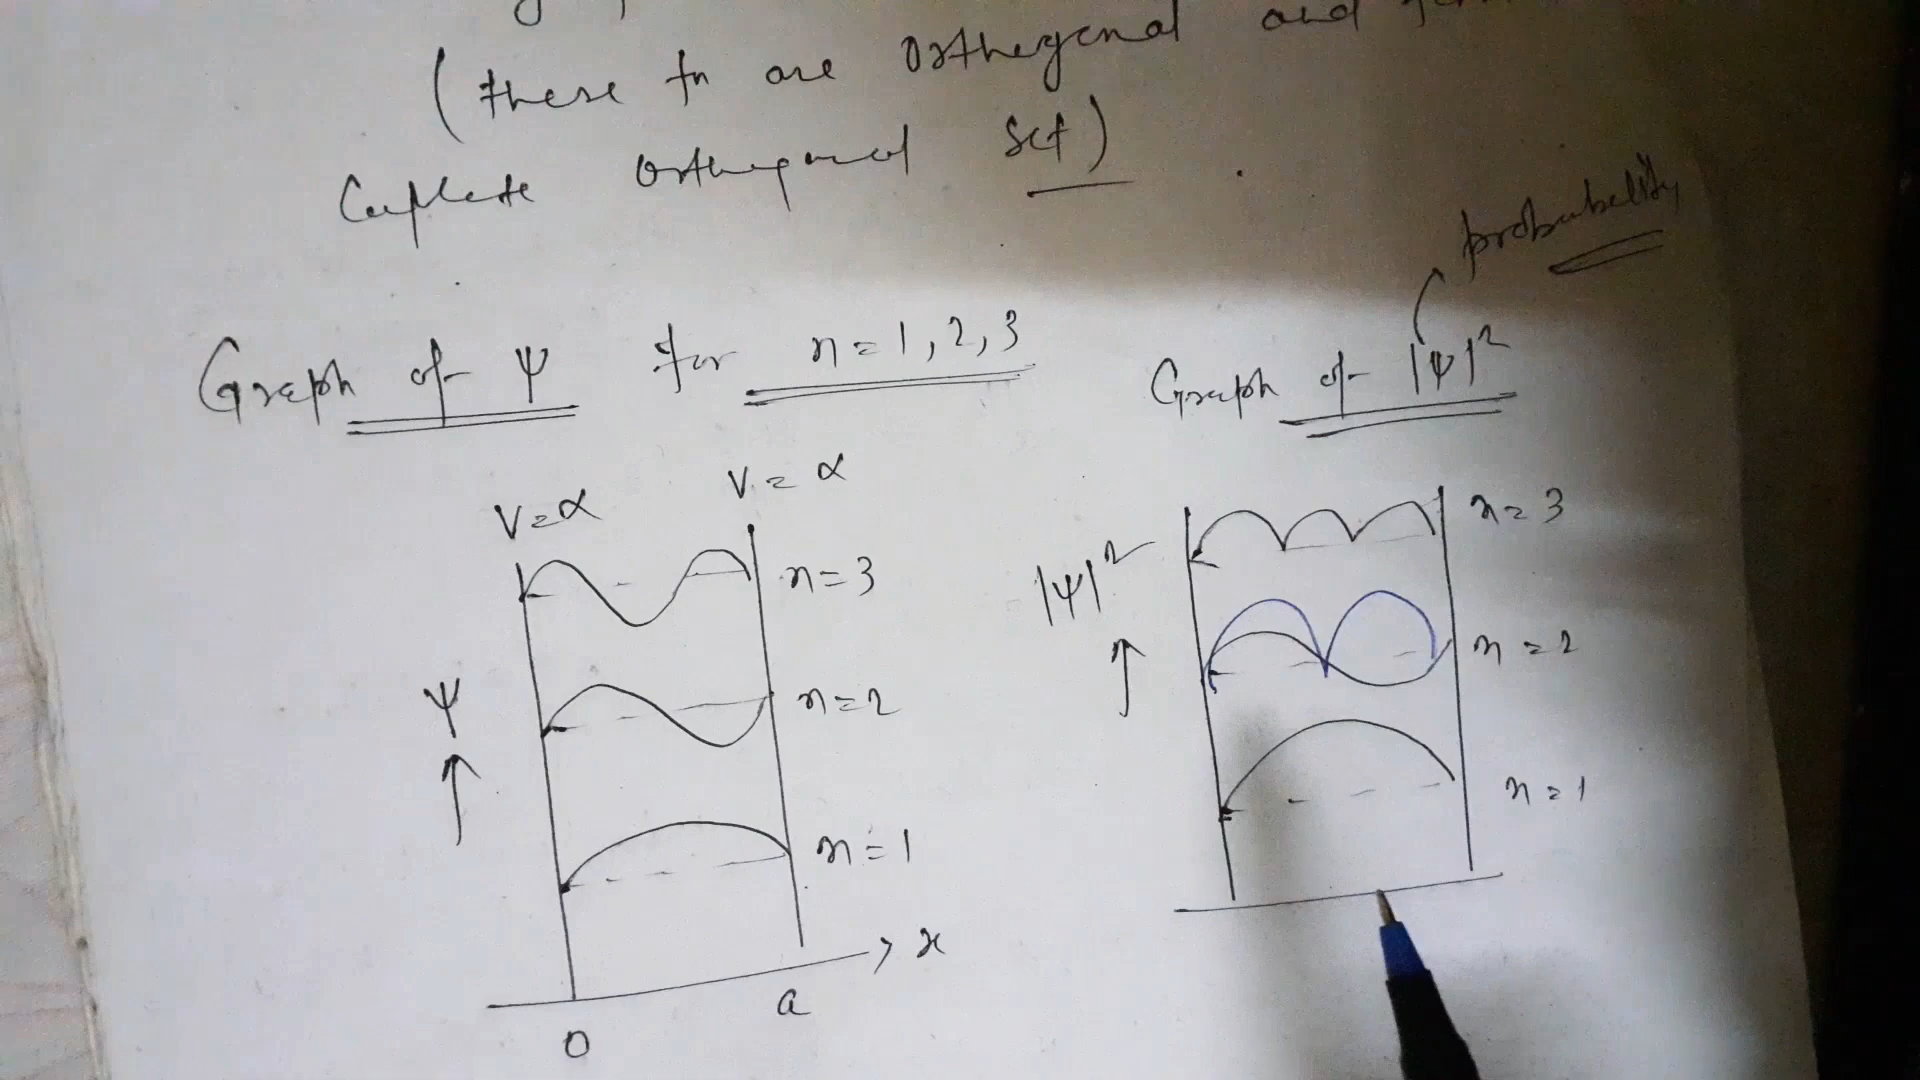 (these fn are Orthogonal and
Complete Orthogonal Set)
probability
Graph of ψ for n=1,2,3
Graph of |ψ|²
V=α
V=α
n=3
n=2
n=1
ψ
↑
x
0
a
|ψ|²
↑
n=3
n=2
n=1